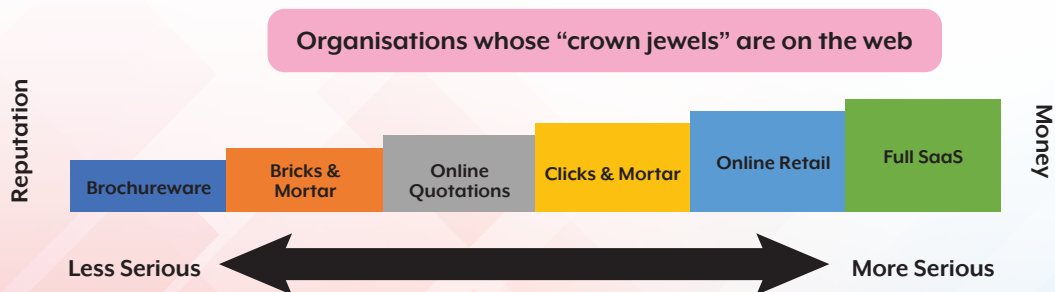 Organisations whose “crown jewels” are on the web
Reputation
Brochureware
Bricks &
Mortar
Online
Quotations
Clicks & Mortar
Online Retail
Full SaaS
Money
Less Serious
More Serious